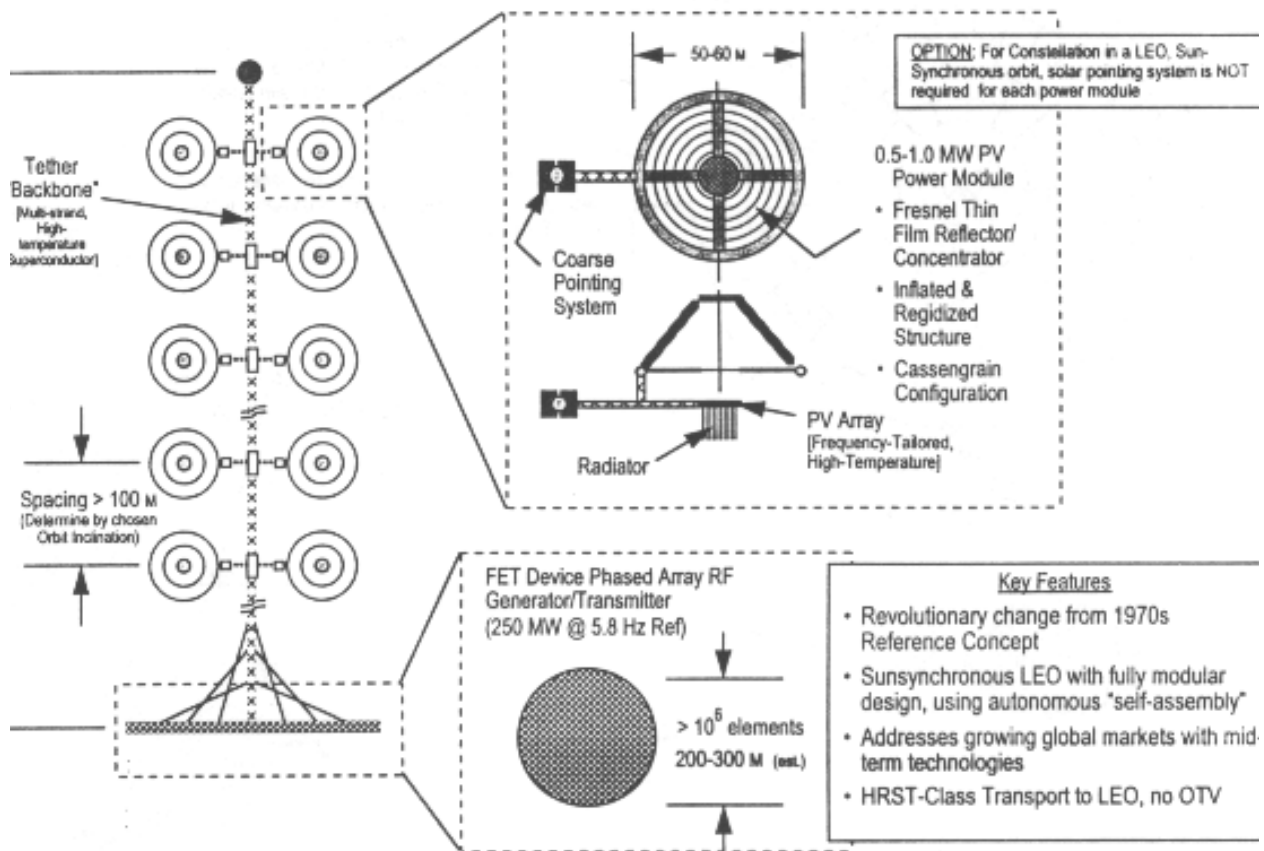 Tether
Backbone"
[Multi-strand,
High-
temperature
Superconductor]
Spacing > 100 M
(Determine by chosen
Orbit Inclination)
50-60 M
Coarse
Pointing
System
0.5-1.0 MW PV
Power Module
• Fresnel Thin
Film Reflector/
Concentrator
• Inflated &
Regidized
Structure
• Cassengrain
Configuration
PV Array
[Frequency-Tailored,
High-Temperature]
Radiator
OPTION: For Constellation in a LEO, Sun-
Synchronous orbit, solar pointing system is NOT
required for each power module
FET Device Phased Array RF
Generator/Transmitter
(250 MW @ 5.8 Hz Ref)
> 10⁶ elements
200-300 M (est.)
Key Features
• Revolutionary change from 1970s
Reference Concept
• Sunsynchronous LEO with fully modular
design, using autonomous "self-assembly"
• Addresses growing global markets with mid-
term technologies
• HRST-Class Transport to LEO, no OTV